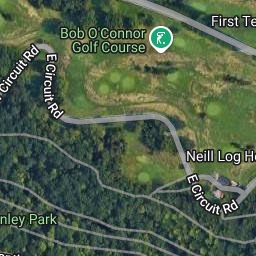 First Te
Bob O'Connor
Golf Course
E Circuit Rd
E Circuit Rd
Neill Log Ho
E Circuit Rd
nley Park